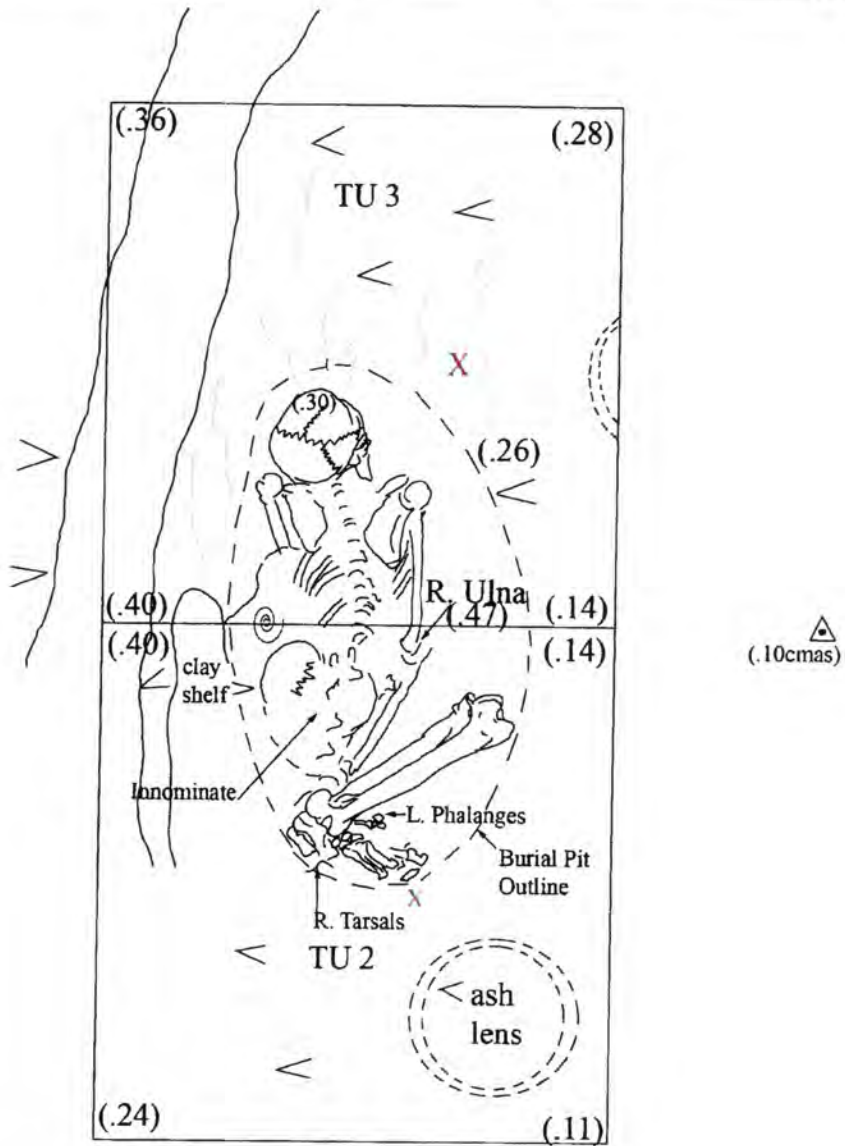 (.36)
(.28)
TU 3
X
(.30)
(.26)
R. Ulna
(.40)
(.47)
(.14)
(.40)
(.14)
(.10cmas)
clay
shelf
Innominate
L. Phalanges
Burial Pit
Outline
X
R. Tarsals
TU 2
ash
lens
(.24)
(.11)